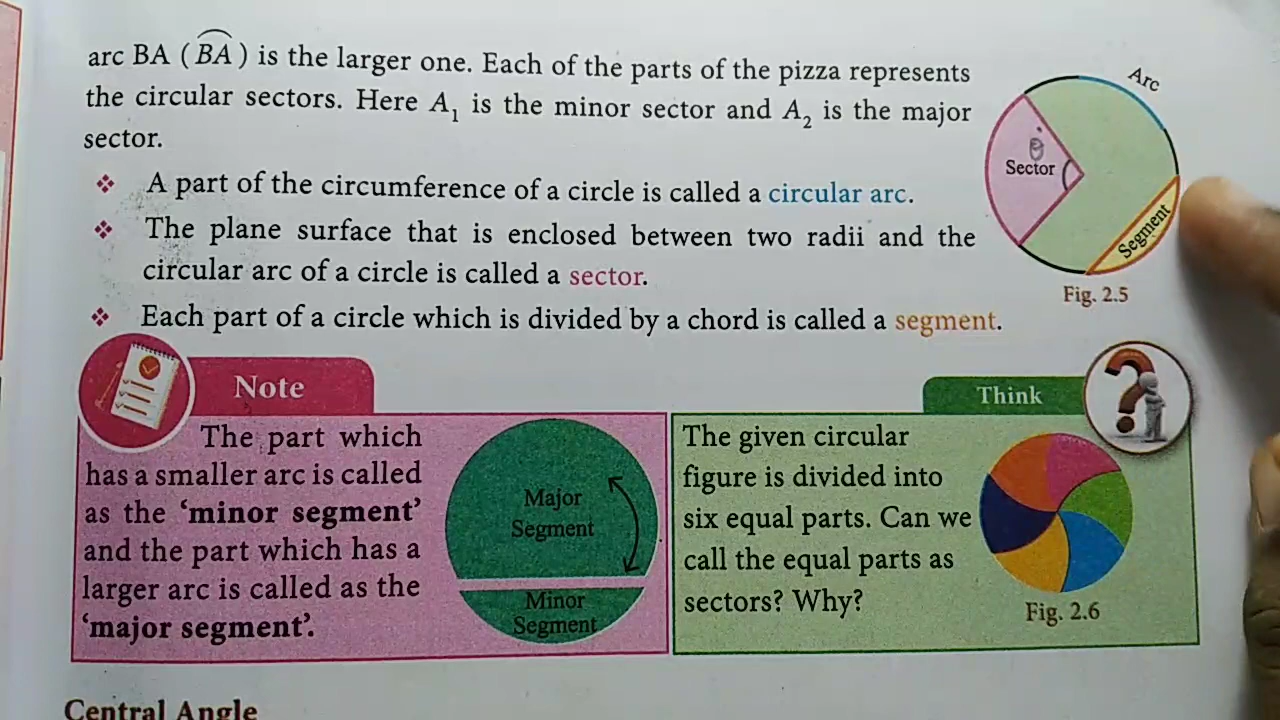 arc BA ( BA ) is the larger one. Each of the parts of the pizza represents
the circular sectors. Here A₁ is the minor sector and A₂ is the major
sector.
❖ A part of the circumference of a circle is called a circular arc.
❖ The plane surface that is enclosed between two radii and the
circular arc of a circle is called a sector.
❖ Each part of a circle which is divided by a chord is called a segment.
Arc
Sector
Segment
Fig. 2.5
Note
The part which
has a smaller arc is called
as the ‘minor segment’
and the part which has a
larger arc is called as the
‘major segment’.
Major
Segment
Minor
Segment
Think
The given circular
figure is divided into
six equal parts. Can we
call the equal parts as
sectors? Why?
Fig. 2.6
Central Angle